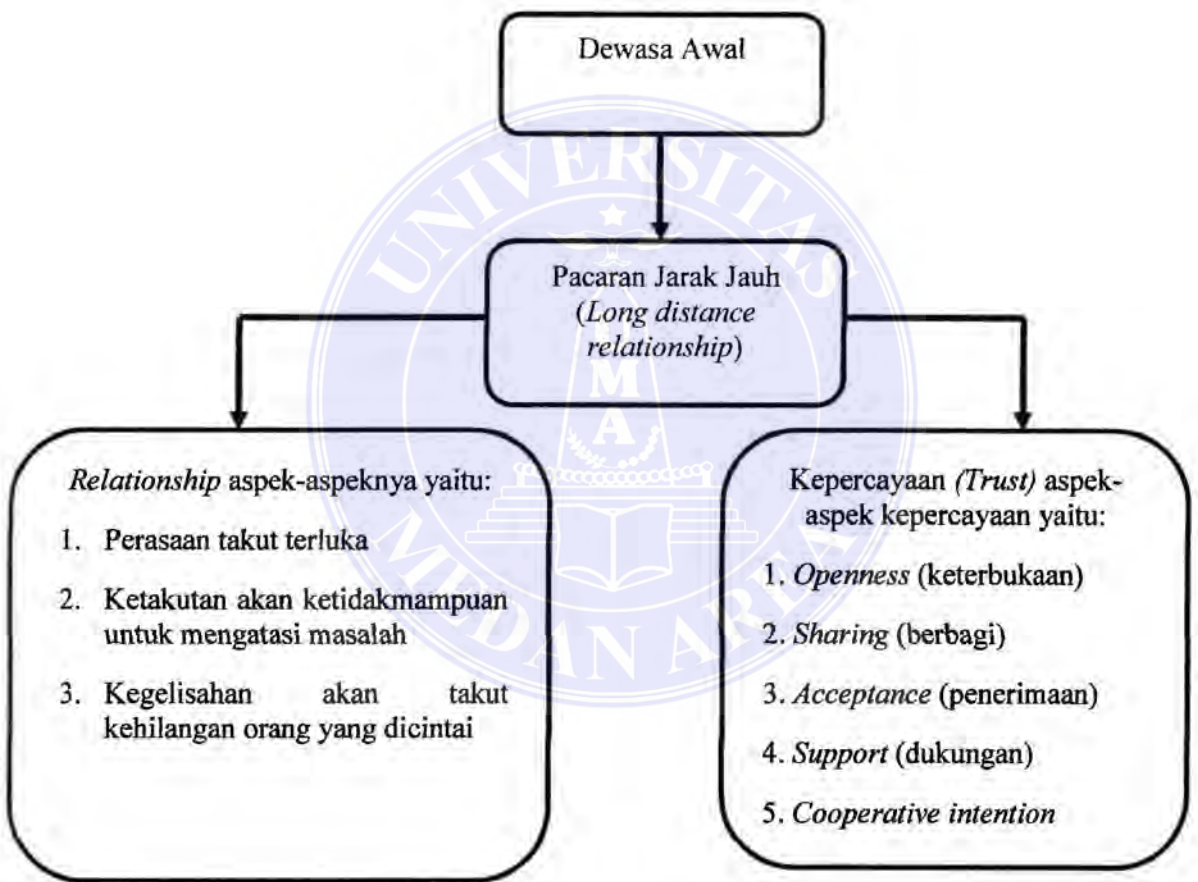 Dewasa Awal
Pacaran Jarak Jauh
(Long distance
relationship)
Relationship aspek-aspeknya yaitu:
1. Perasaan takut terluka
2. Ketakutan akan ketidakmampuan
untuk mengatasi masalah
3. Kegelisahan akan takut
kehilangan orang yang dicintai
Kepercayaan (Trust) aspek-
aspek kepercayaan yaitu:
1. Openness (keterbukaan)
2. Sharing (berbagi)
3. Acceptance (penerimaan)
4. Support (dukungan)
5. Cooperative intention
UNIVERSITAS
MEDAN AREA
U
M
A